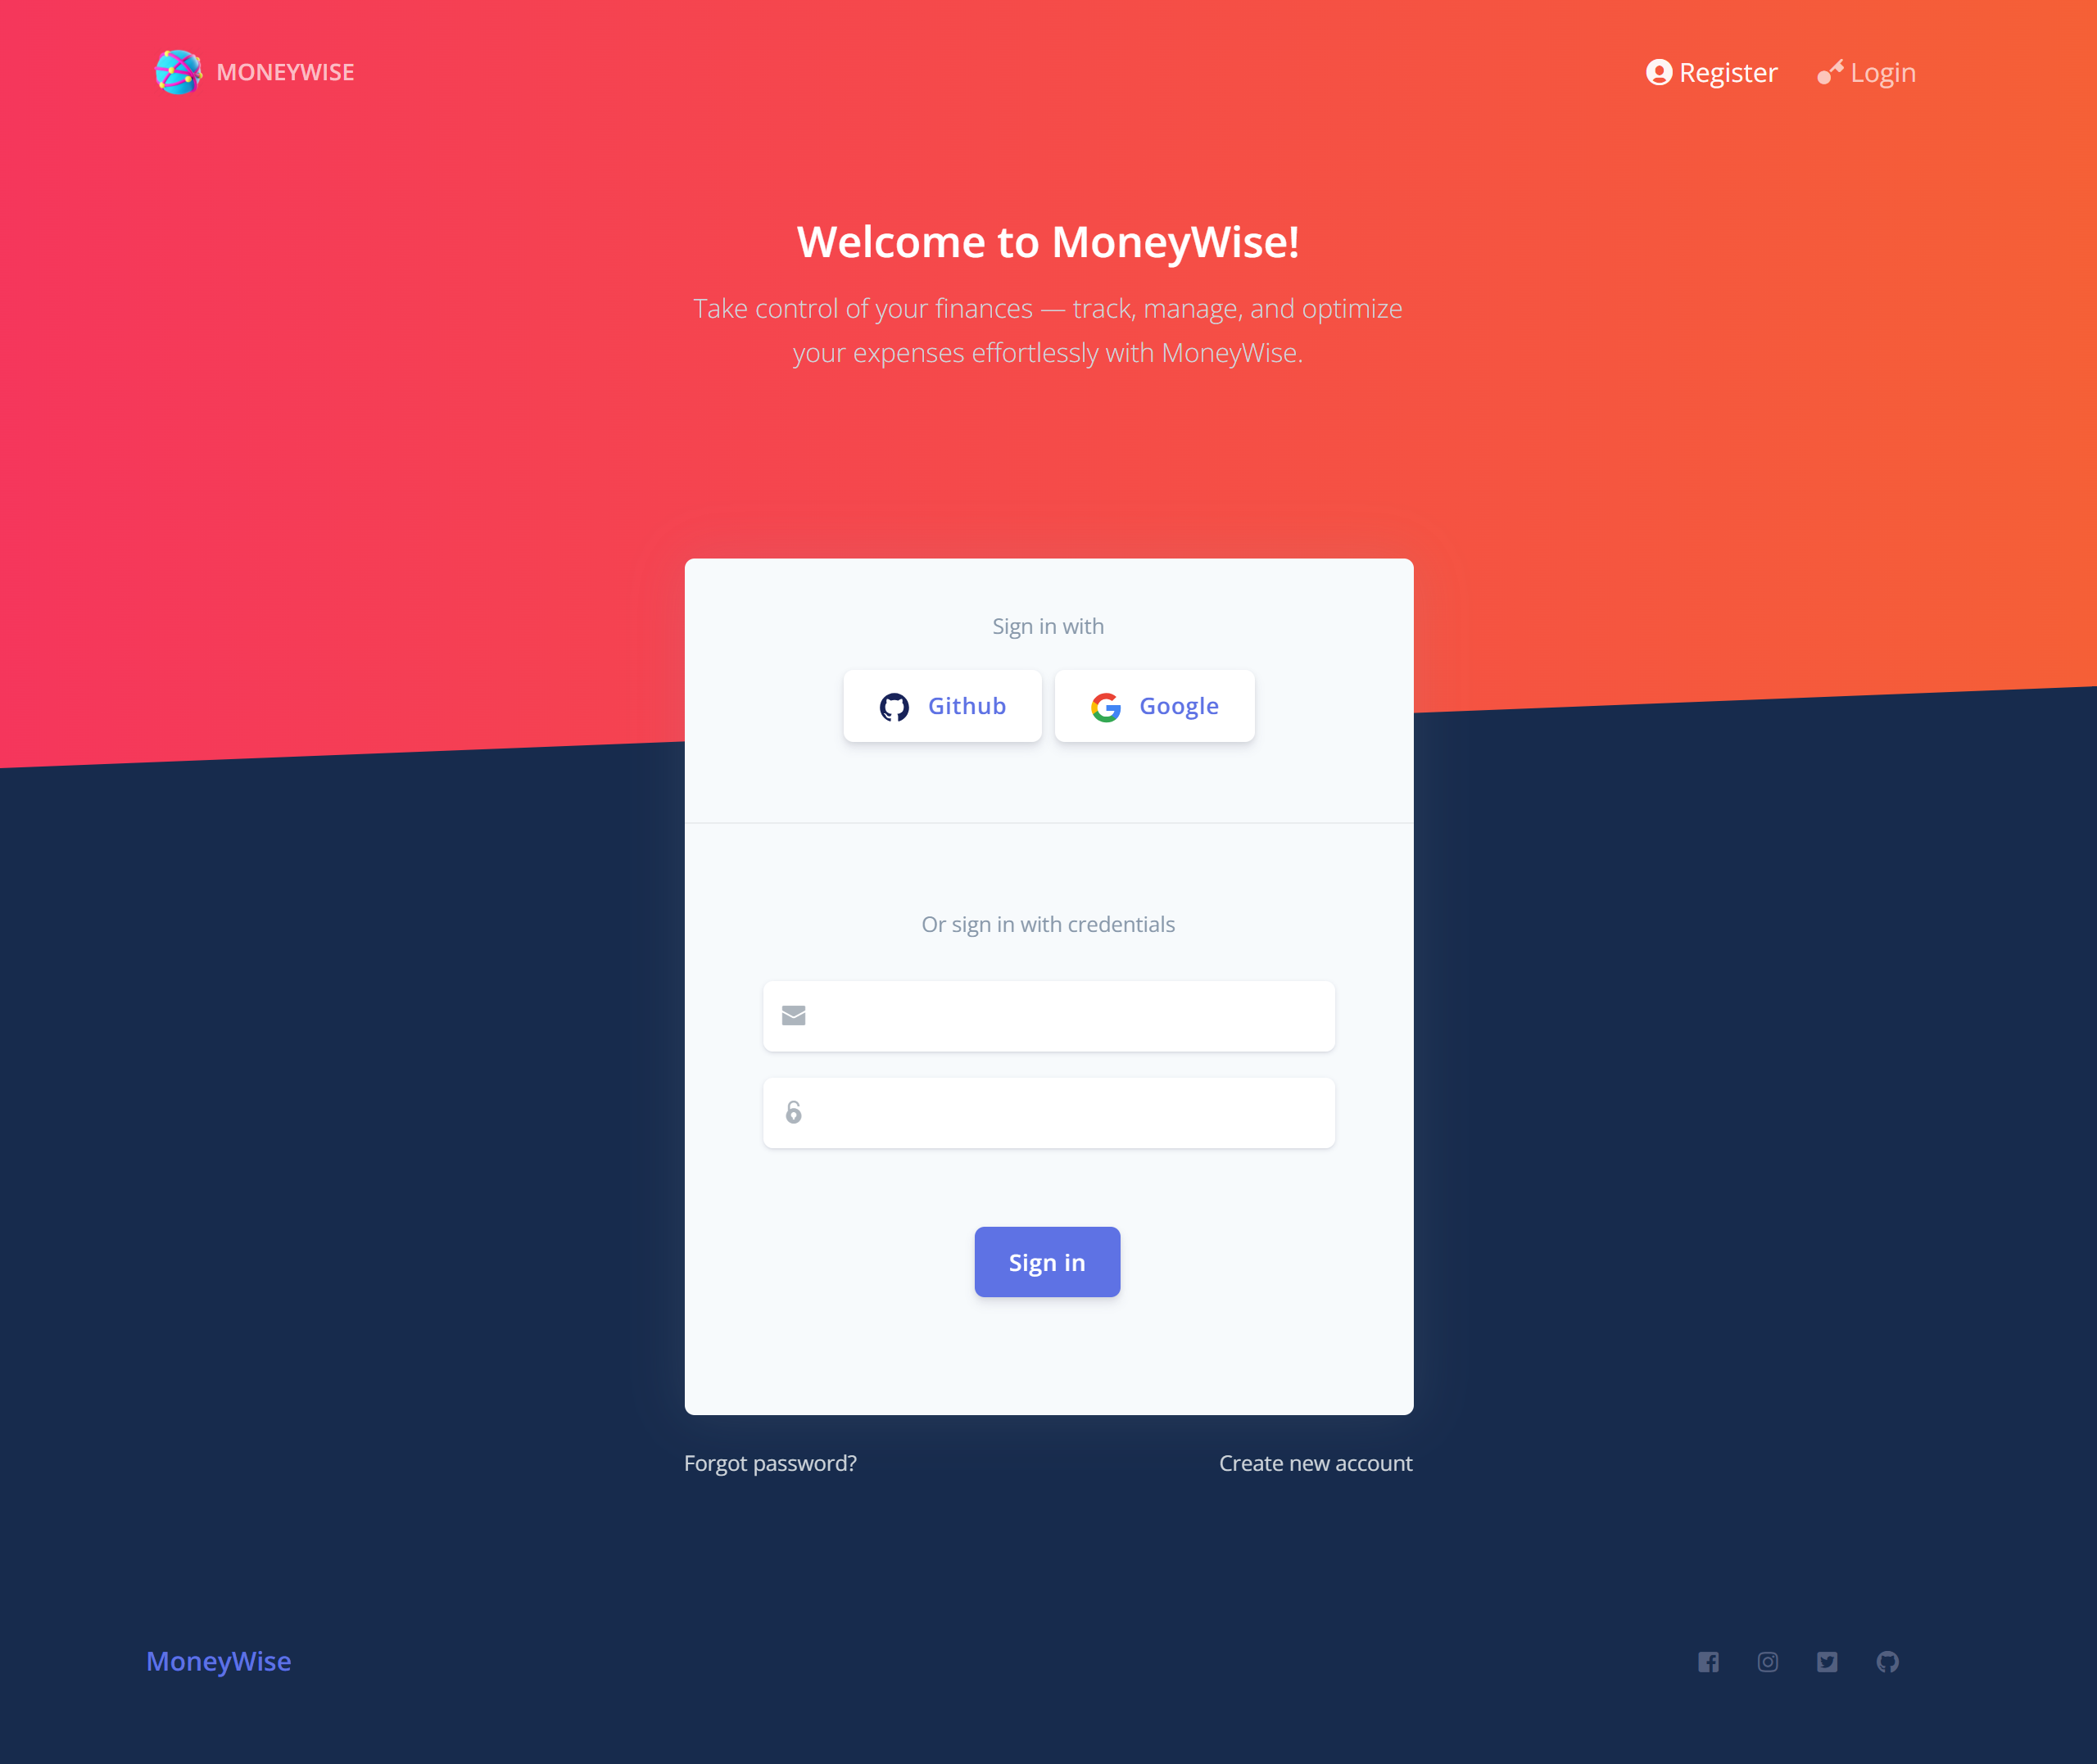 MONEYWISE
Register
Login
Welcome to MoneyWise!
Take control of your finances — track, manage, and optimize
your expenses effortlessly with MoneyWise.
Sign in with
Github
Google
Or sign in with credentials
Sign in
Forgot password?
Create new account
MoneyWise